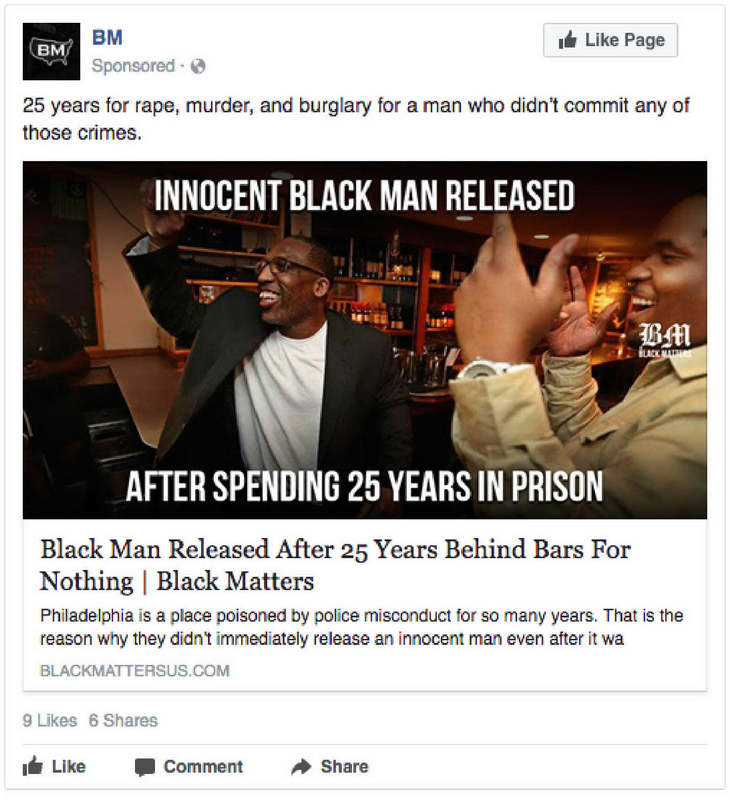 BM
BM
Like Page
Sponsored ·
25 years for rape, murder, and burglary for a man who didn't commit any of
those crimes.
INNOCENT BLACK MAN RELEASED
BM
BLACK MATTERS
AFTER SPENDING 25 YEARS IN PRISON
Black Man Released After 25 Years Behind Bars For
Nothing | Black Matters
Philadelphia is a place poisoned by police misconduct for so many years. That is the
reason why they didn't immediately release an innocent man even after it wa
BLACKMATTERSUS.COM
9 Likes 6 Shares
Like Comment Share